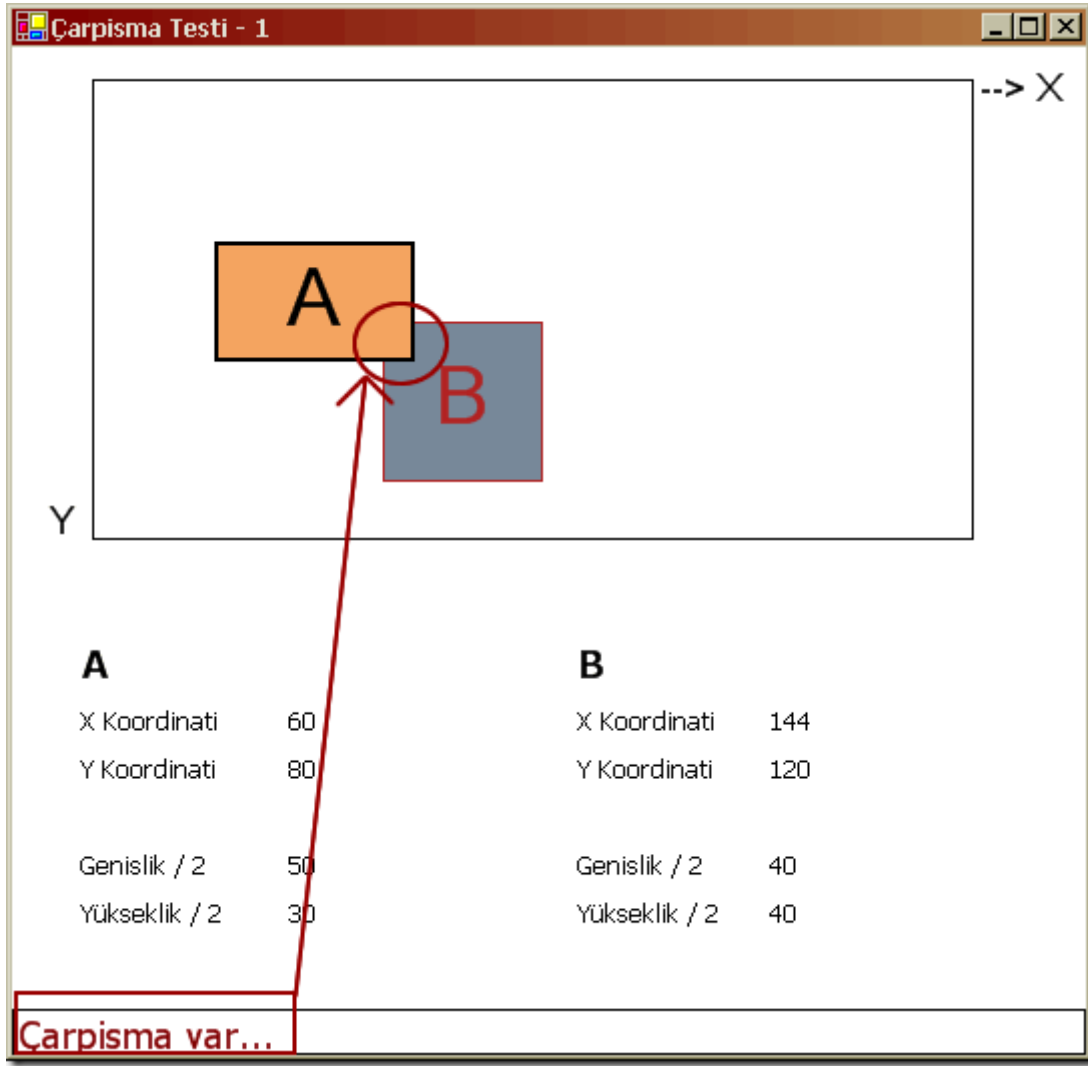 Çarpisma Testi - 1
--> X
A
B
Y
A B
X Koordinati 60 X Koordinati 144
Y Koordinati 80 Y Koordinati 120
Genislik / 2 50 Genislik / 2 40
Yükseklik / 2 30 Yükseklik / 2 40
Çarpisma var...